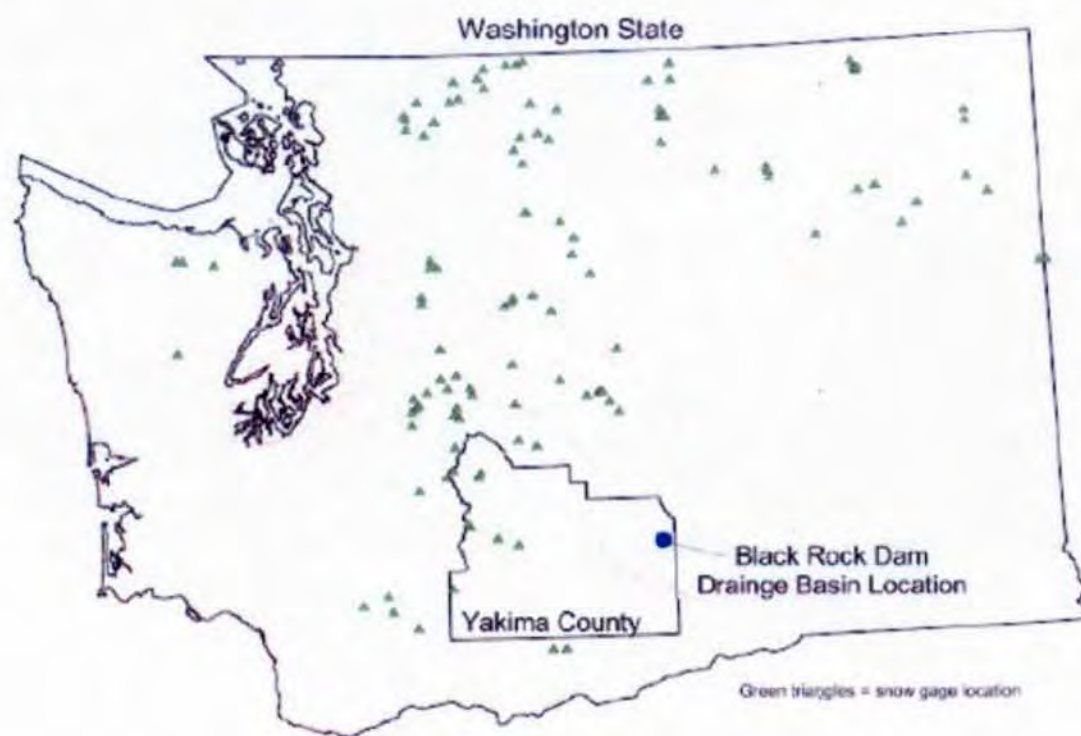 Washington State
Black Rock Dam
Drainge Basin Location
Yakima County
Green triangles = snow gage location